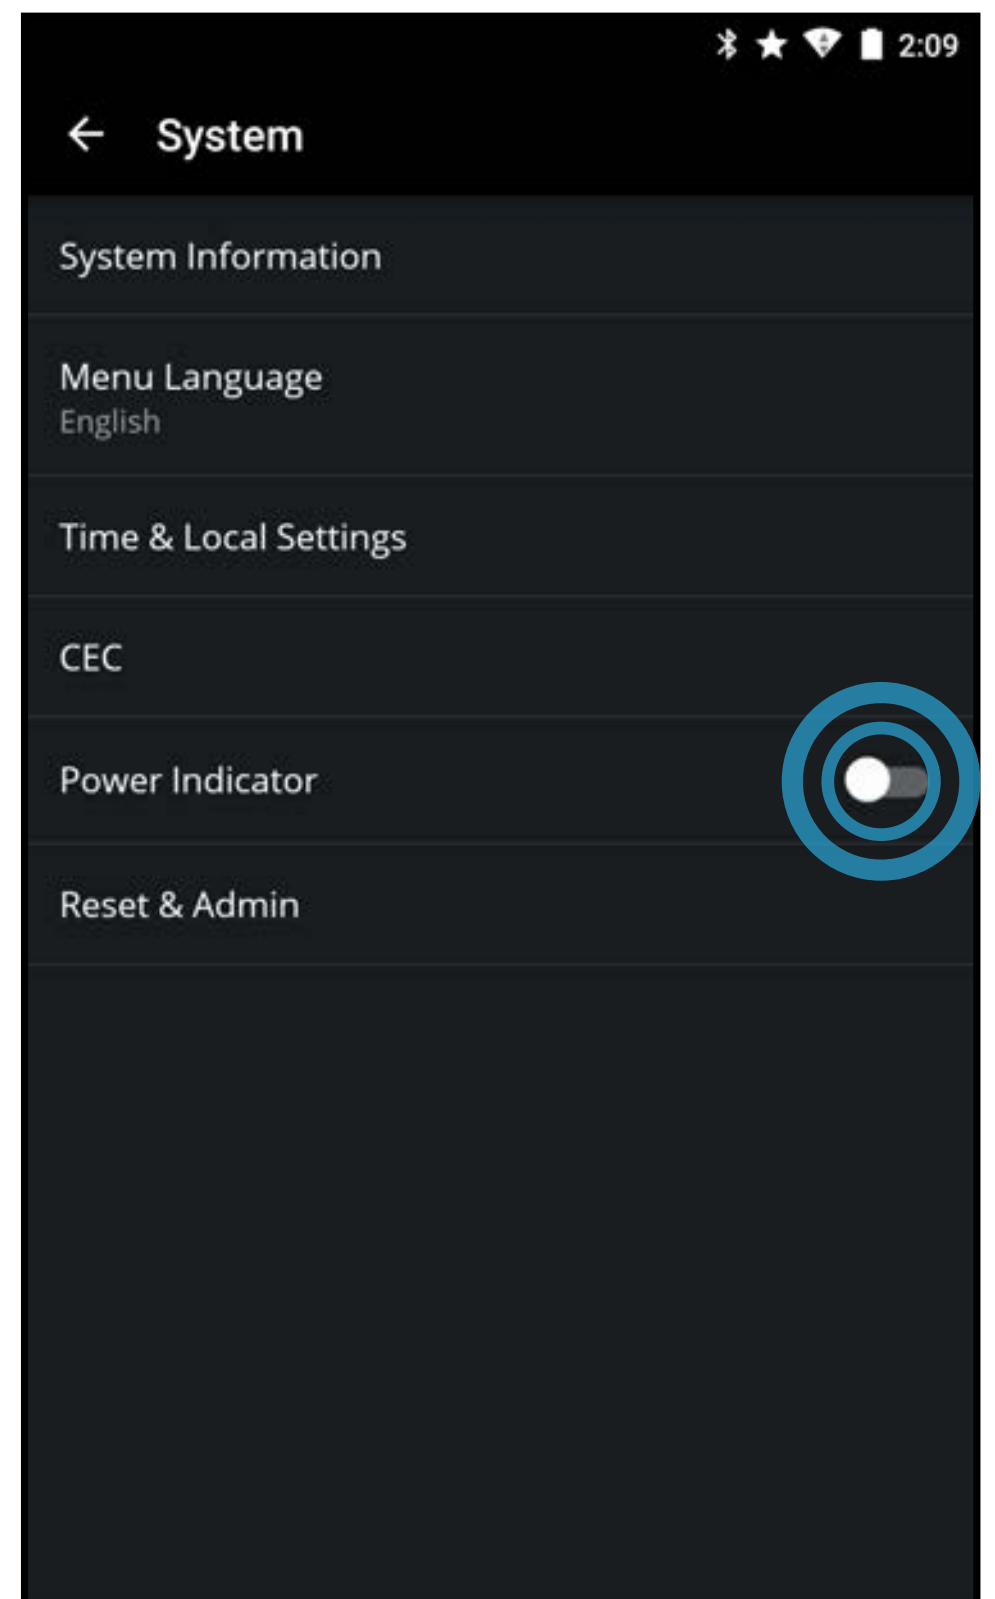 2:09
System
System Information
Menu Language
English
Time & Local Settings
CEC
Power Indicator
Reset & Admin